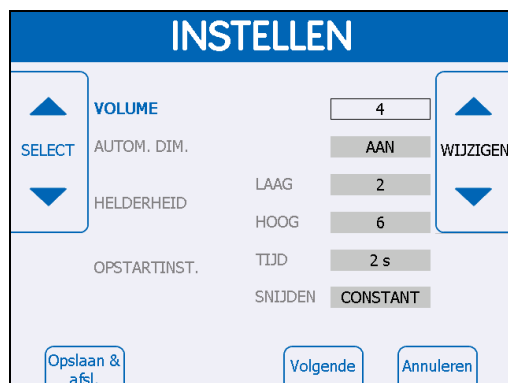 INSTELLEN
VOLUME 4
SELECT AUTOM. DIM. AAN WIJZIGEN
LAAG 2
HELDERHEID
HOOG 6
OPSTARTINST. TIJD 2 s
SNIJDEN CONSTANT
Opslaan &
afsl. Volgende Annuleren